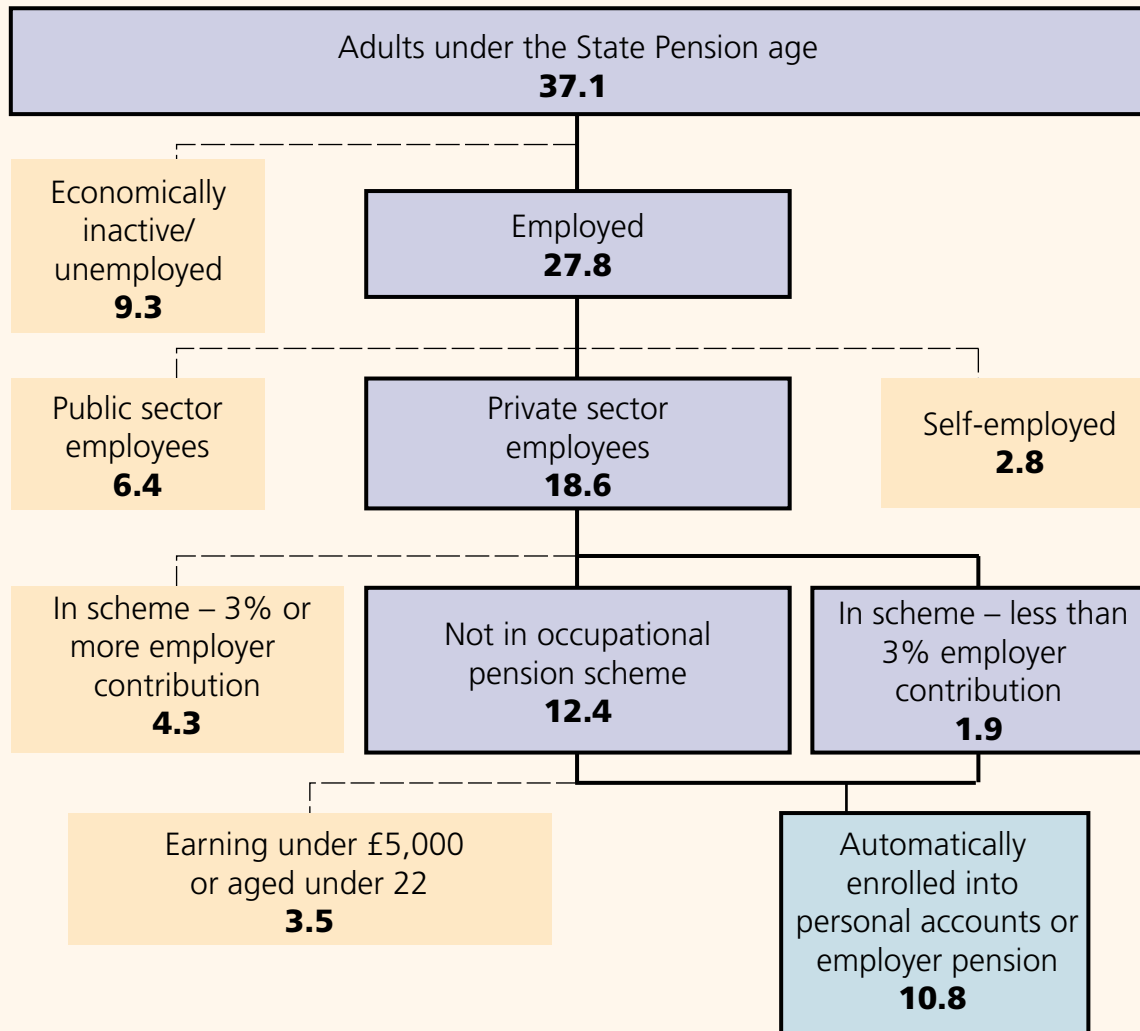 Adults under the State Pension age
37.1
Economically
inactive/
unemployed
9.3
Employed
27.8
Public sector
employees
6.4
Private sector
employees
18.6
Self-employed
2.8
In scheme – 3% or
more employer
contribution
4.3
Not in occupational
pension scheme
12.4
In scheme – less than
3% employer
contribution
1.9
Earning under £5,000
or aged under 22
3.5
Automatically
enrolled into
personal accounts or
employer pension
10.8